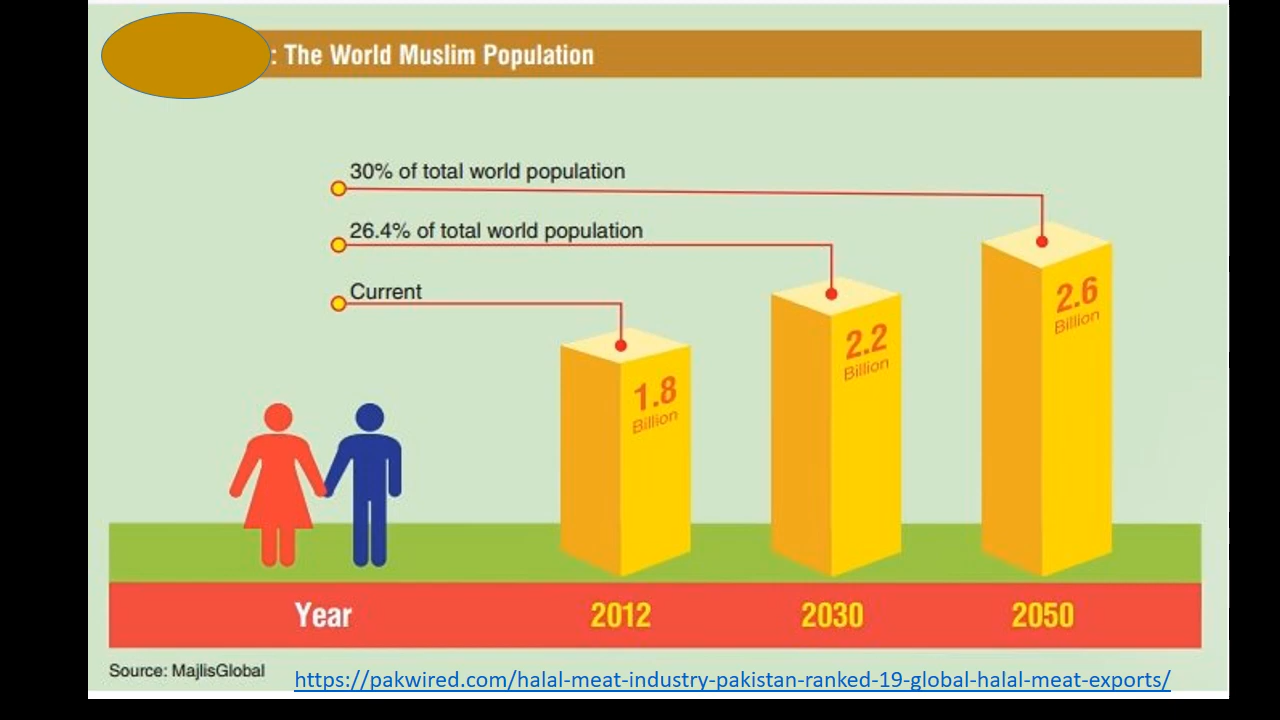 : The World Muslim Population
30% of total world population
26.4% of total world population
Current
2.6
Billion
2.2
Billion
1.8
Billion
Year 2012 2030 2050
Source: MajlisGlobal
https://pakwired.com/halal-meat-industry-pakistan-ranked-19-global-halal-meat-exports/